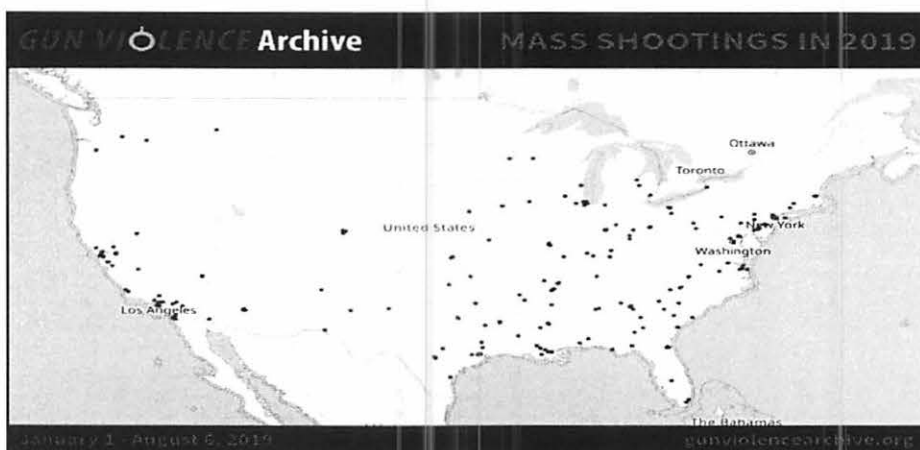 GUN VIOLENCE Archive
MASS SHOOTINGS IN 2019
Ottawa
Toronto
United States
New York
Washington
Los Angeles
The Bahamas
January 1 - August 6, 2019
gunviolencearchive.org